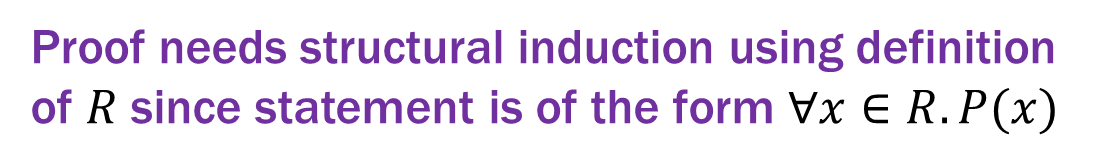 Proof needs structural induction using definition
of R since statement is of the form ∀x ∈ R. P(x)